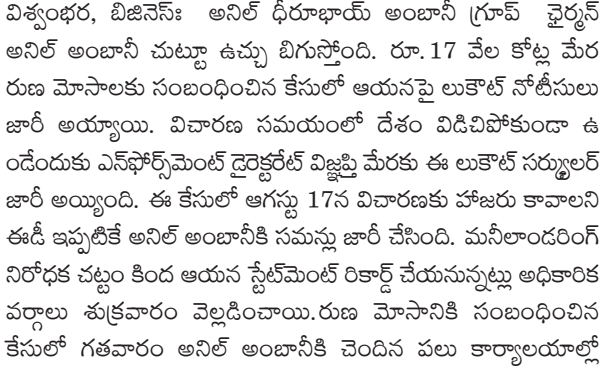 విశ్వంభర, బిజినెస్: అనిల్ ధీరూభాయ్ అంబానీ గ్రూప్ ఛైర్మన్
అనిల్ అంబానీ చుట్టూ ఉచ్చు బిగుస్తోంది. రూ.17 వేల కోట్ల మేర
రుణ మోసాలకు సంబంధించిన కేసులో ఆయనపై లుకౌట్ నోటీసులు
జారీ అయ్యాయి. విచారణ సమయంలో దేశం విడిచిపోకుండా ఉ
ండేందుకు ఎన్‌ఫోర్స్‌మెంట్ డైరెక్టరేట్ విజ్ఞప్తి మేరకు ఈ లుకౌట్ సర్క్యులర్
జారీ అయ్యింది. ఈ కేసులో ఆగస్టు 17న విచారణకు హాజరు కావాలని
ఈడీ ఇప్పటికే అనిల్ అంబానీకి సమన్లు జారీ చేసింది. మనీలాండరింగ్
నిరోధక చట్టం కింద ఆయన స్టేట్‌మెంట్ రికార్డ్ చేయనున్నట్లు అధికారిక
వర్గాలు శుక్రవారం వెల్లడించాయి.రుణ మోసానికి సంబంధించిన
కేసులో గతవారం అనిల్ అంబానీకి చెందిన పలు కార్యాలయాల్లో